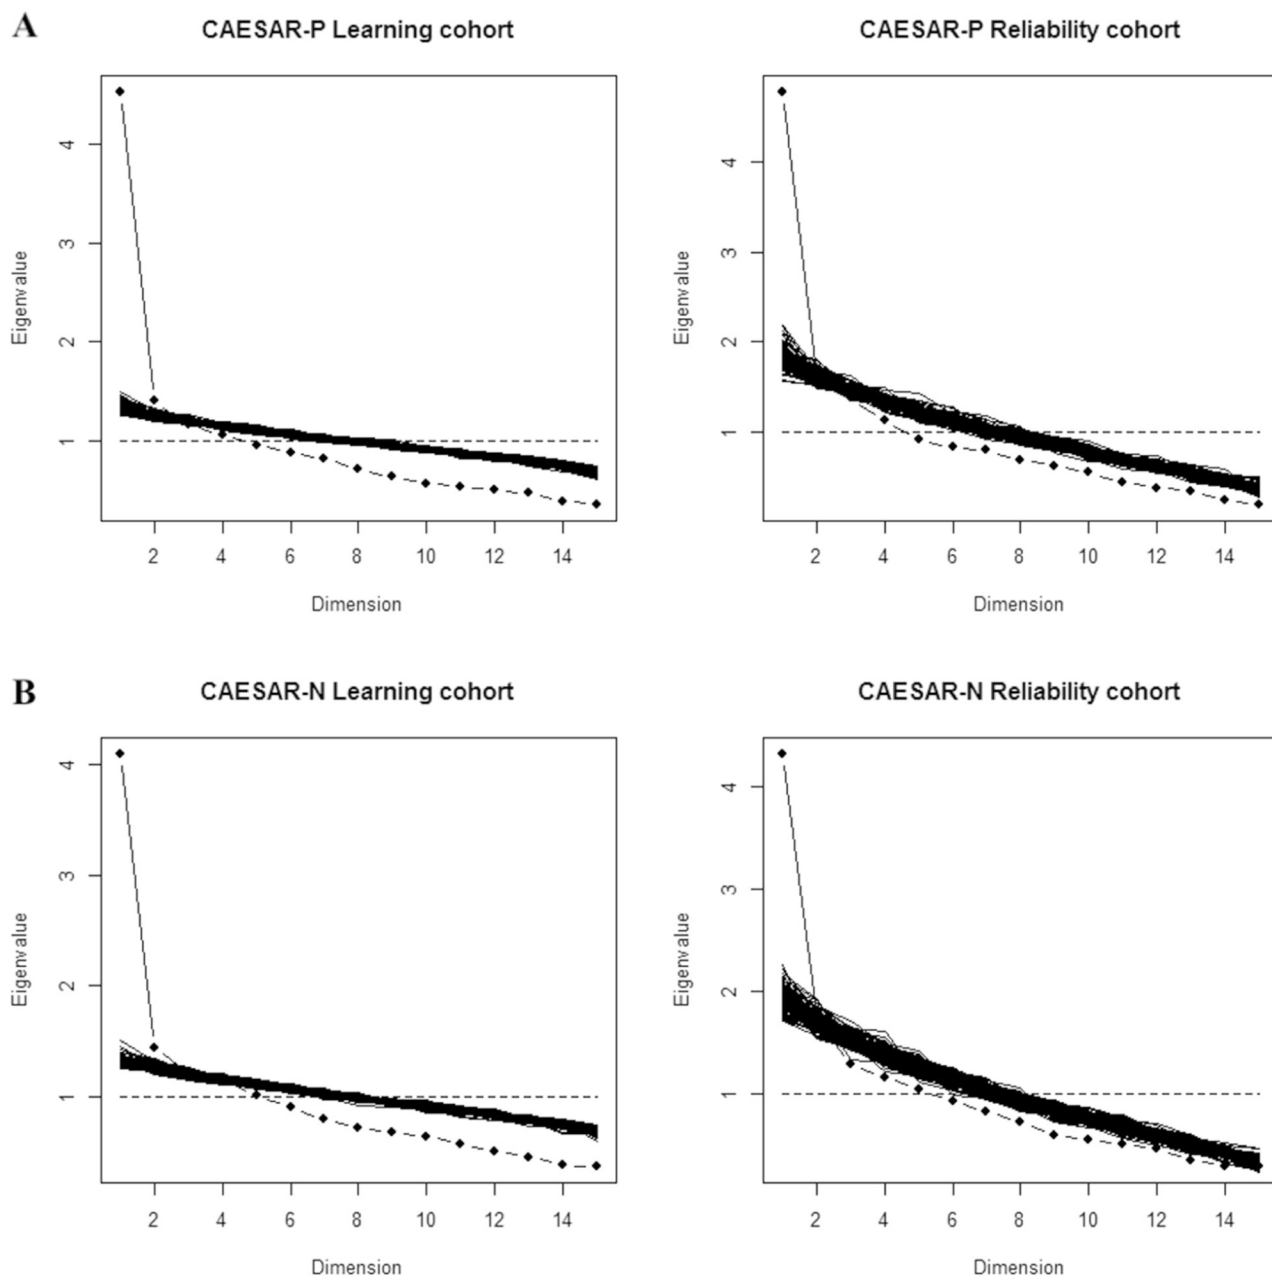 A
CAESAR-P Learning cohort
CAESAR-P Reliability cohort
Eigenvalue
4
3
2
1
2 4 6 8 10 12 14
Dimension
Eigenvalue
4
3
2
1
2 4 6 8 10 12 14
Dimension
B
CAESAR-N Learning cohort
CAESAR-N Reliability cohort
Eigenvalue
4
3
2
1
2 4 6 8 10 12 14
Dimension
Eigenvalue
4
3
2
1
2 4 6 8 10 12 14
Dimension